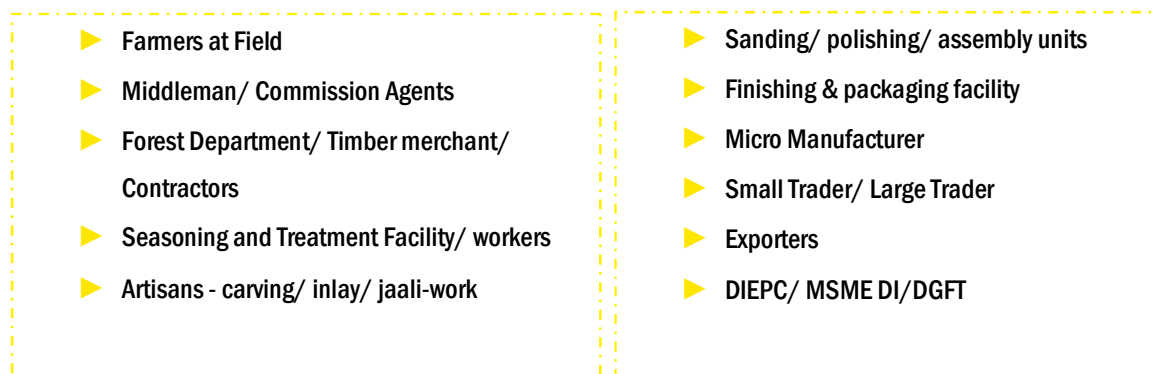 Farmers at Field
Middleman/ Commission Agents
Forest Department/ Timber merchant/
Contractors
Seasoning and Treatment Facility/ workers
Artisans - carving/ inlay/ jaali-work
Sanding/ polishing/ assembly units
Finishing & packaging facility
Micro Manufacturer
Small Trader/ Large Trader
Exporters
DIEPC/ MSME DI/DGFT